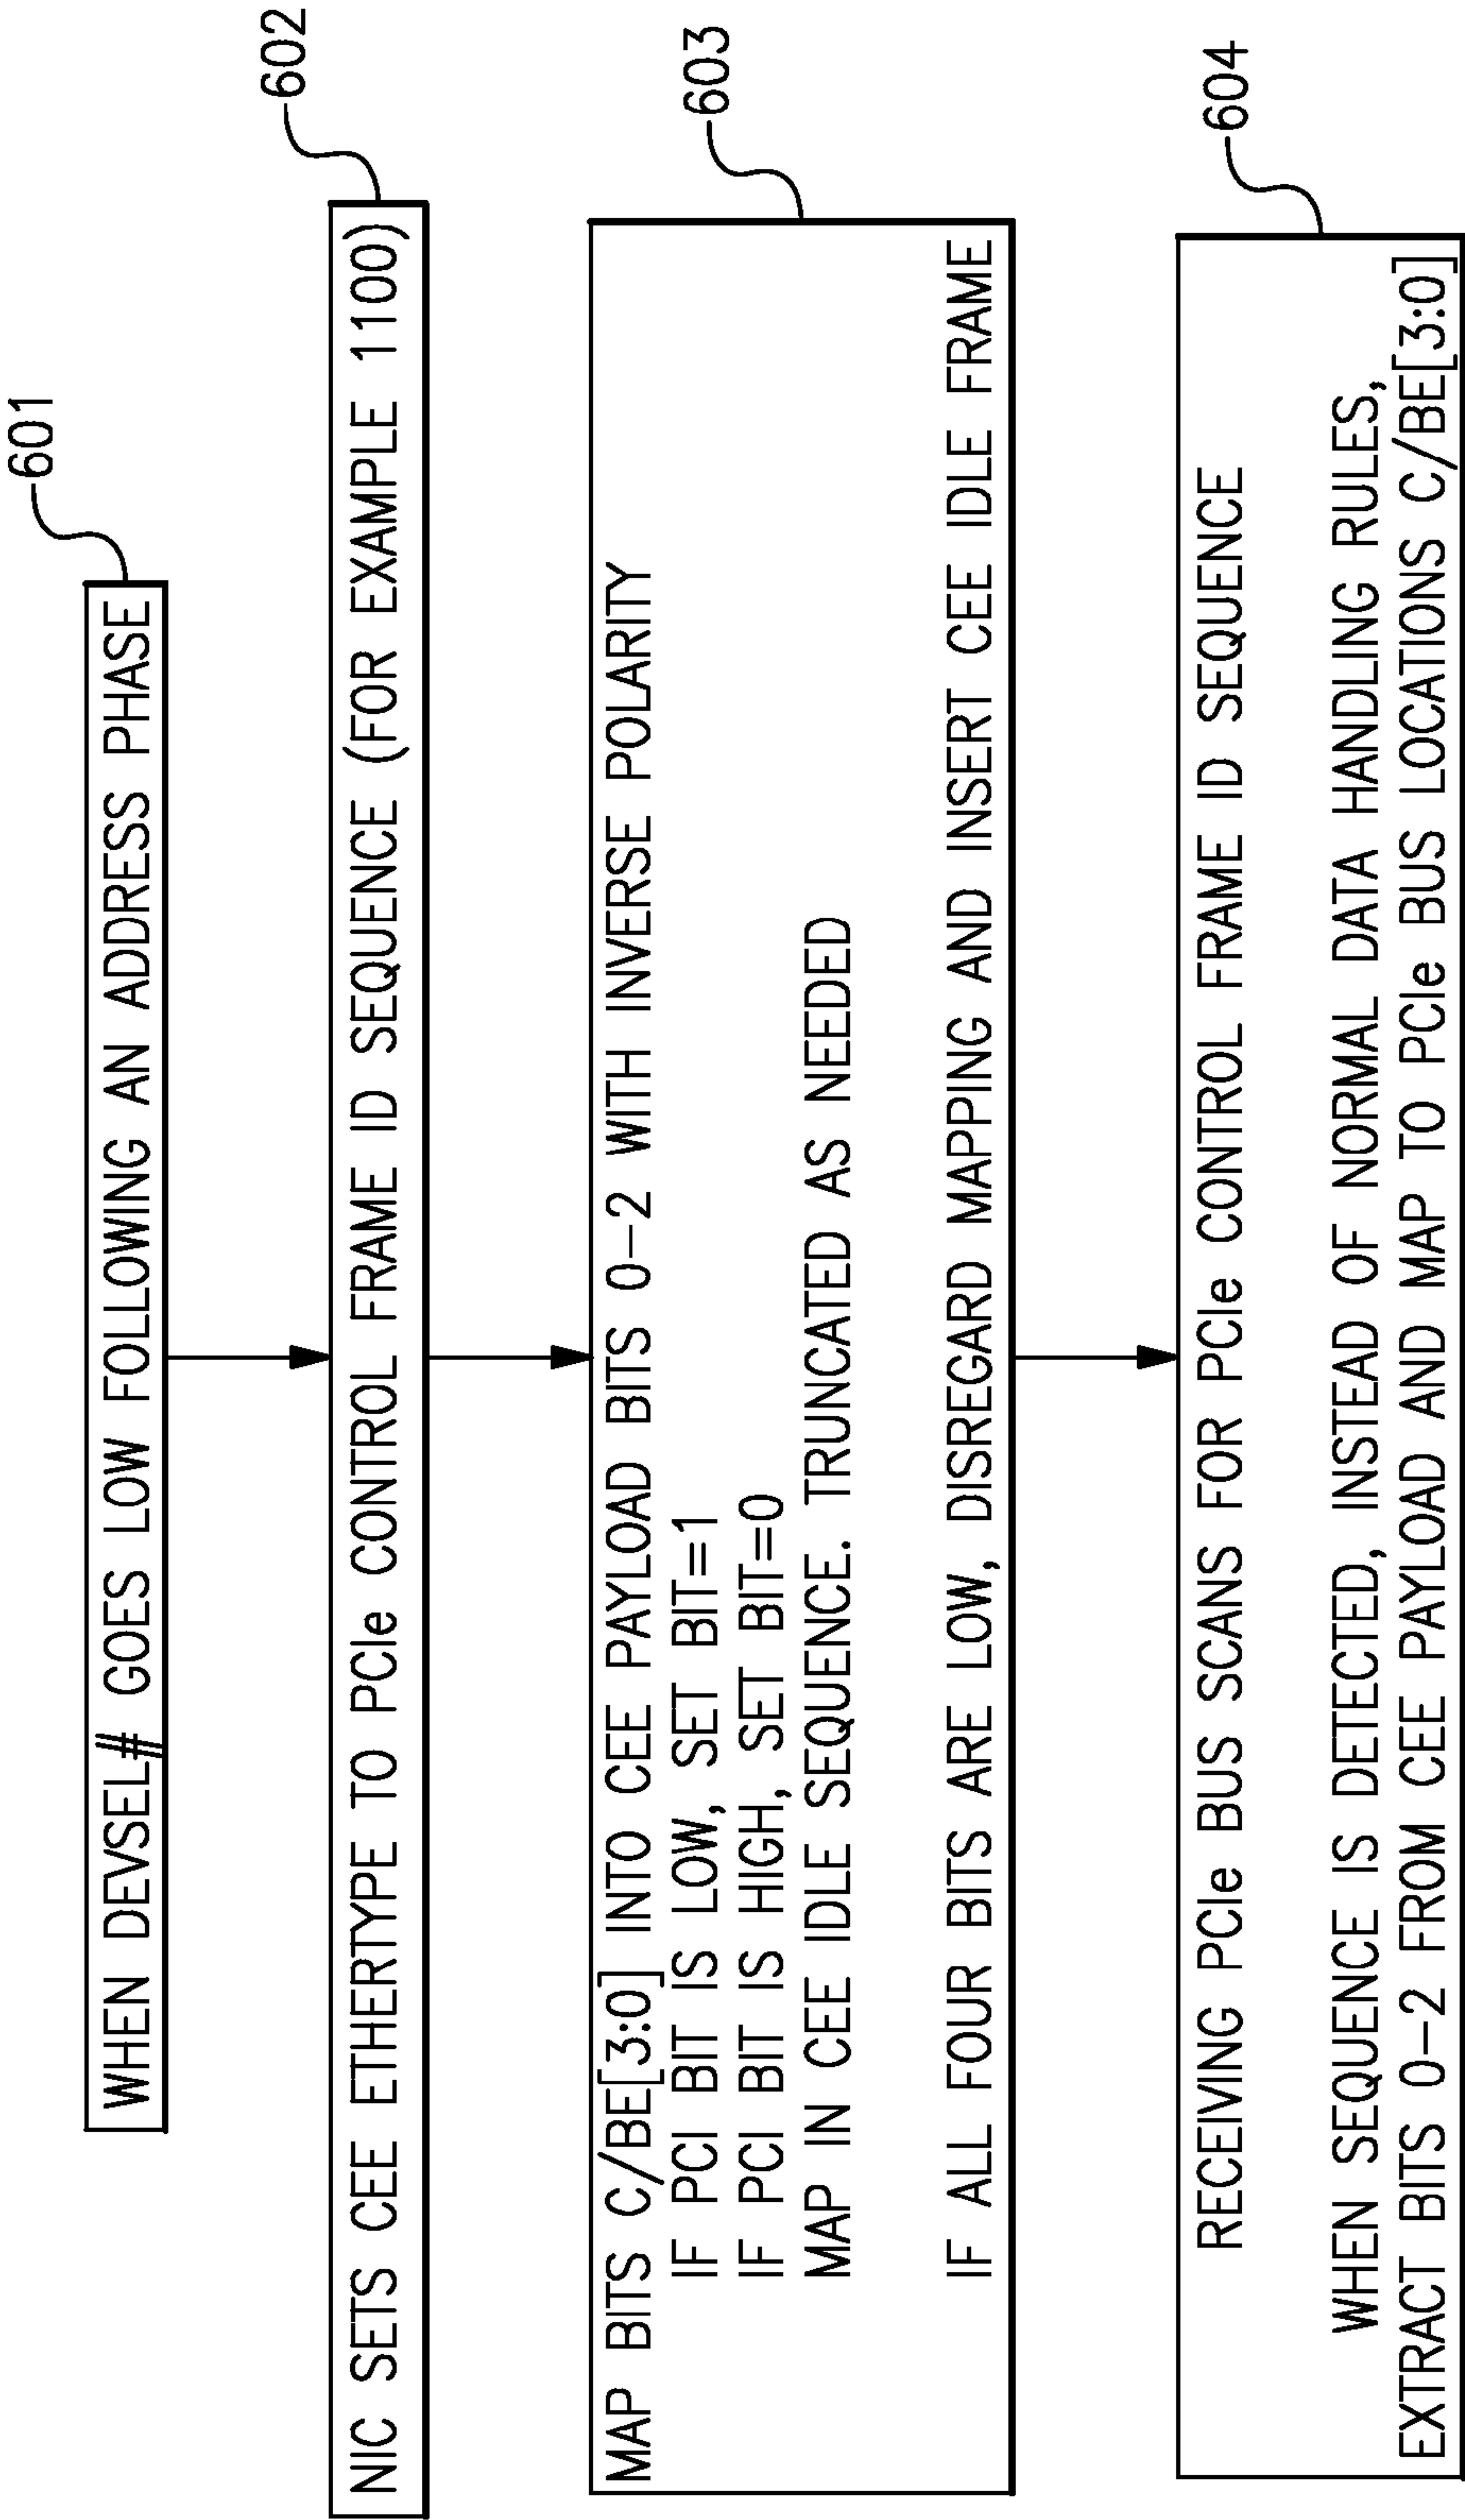 601
WHEN DEVSEL# GOES LOW FOLLOWING AN ADDRESS PHASE
602
NIC SETS CEE ETHERTYPE TO PCIe CONTROL FRAME ID SEQUENCE (FOR EXAMPLE 1100)
603
MAP BITS C/BE[3:0] INTO CEE PAYLOAD BITS 0-2 WITH INVERSE POLARITY
IF PCI BIT IS LOW, SET BIT=1
IF PCI BIT IS HIGH, SET BIT=0
MAP IN CEE IDLE SEQUENCE. TRUNCATED AS NEEDED
IF ALL FOUR BITS ARE LOW, DISREGARD MAPPING AND INSERT CEE IDLE FRAME
604
RECEIVING PCIe BUS SCANS FOR PCIe CONTROL FRAME ID SEQUENCE
WHEN SEQUENCE IS DETECTED, INSTEAD OF NORMAL DATA HANDLING RULES,
EXTRACT BITS 0-2 FROM CEE PAYLOAD AND MAP TO PCIe BUS LOCATIONS C/BE[3:0]